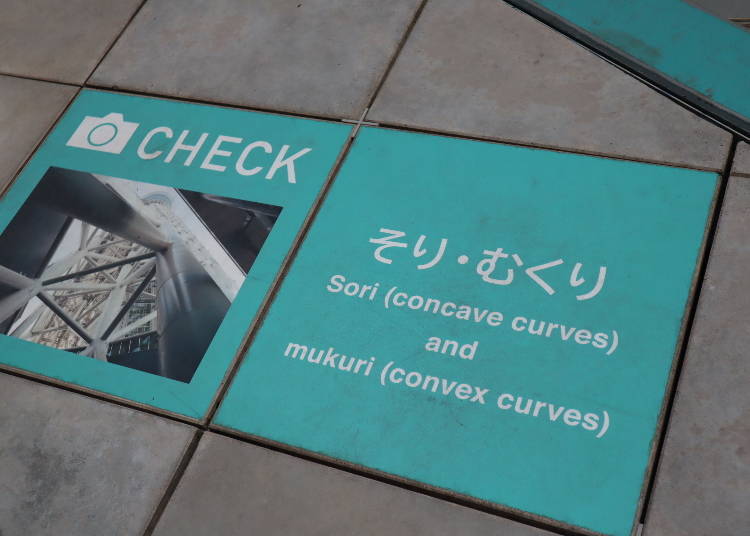 CHECK
そり・むくり
Sori (concave curves)
and
mukuri (convex curves)